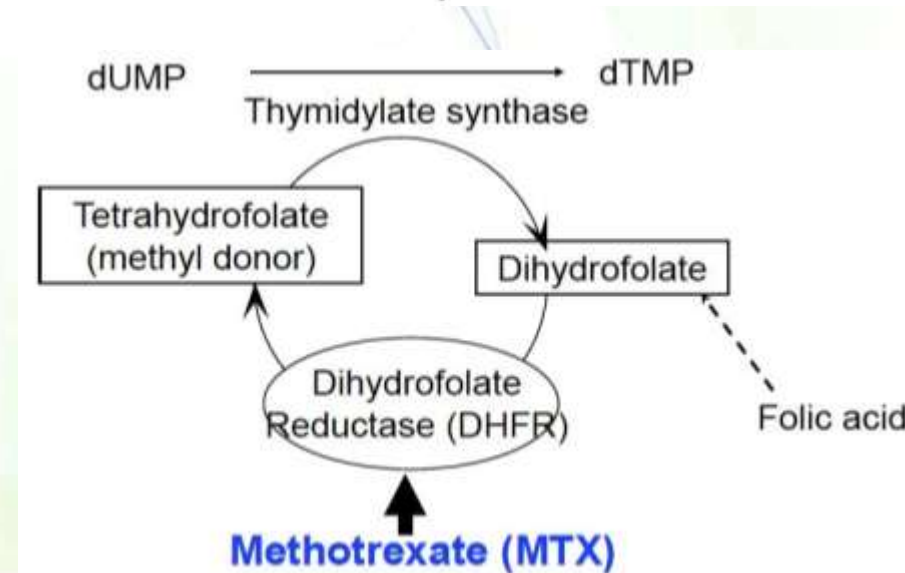 dUMP
dTMP
Thymidylate synthase
Tetrahydrofolate
(methyl donor)
Dihydrofolate
Dihydrofolate
Reductase (DHFR)
Folic acid
Methotrexate (MTX)